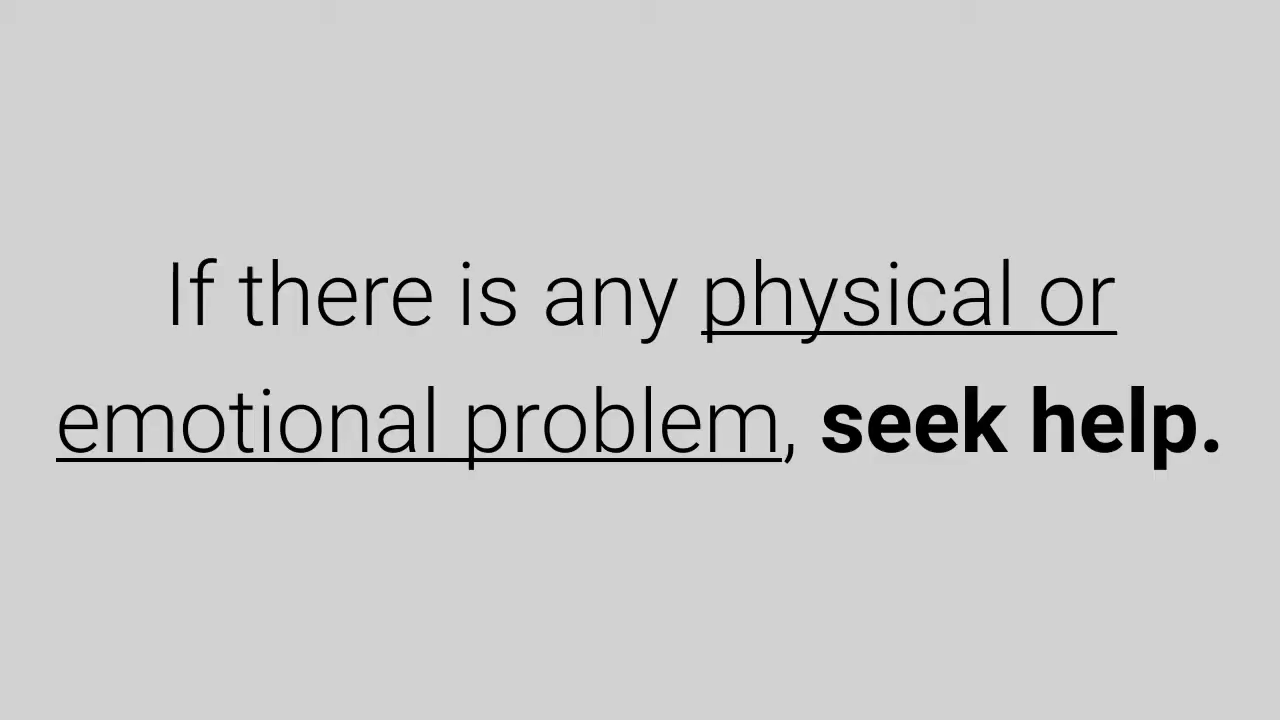 If there is any physical or
emotional problem, seek help.